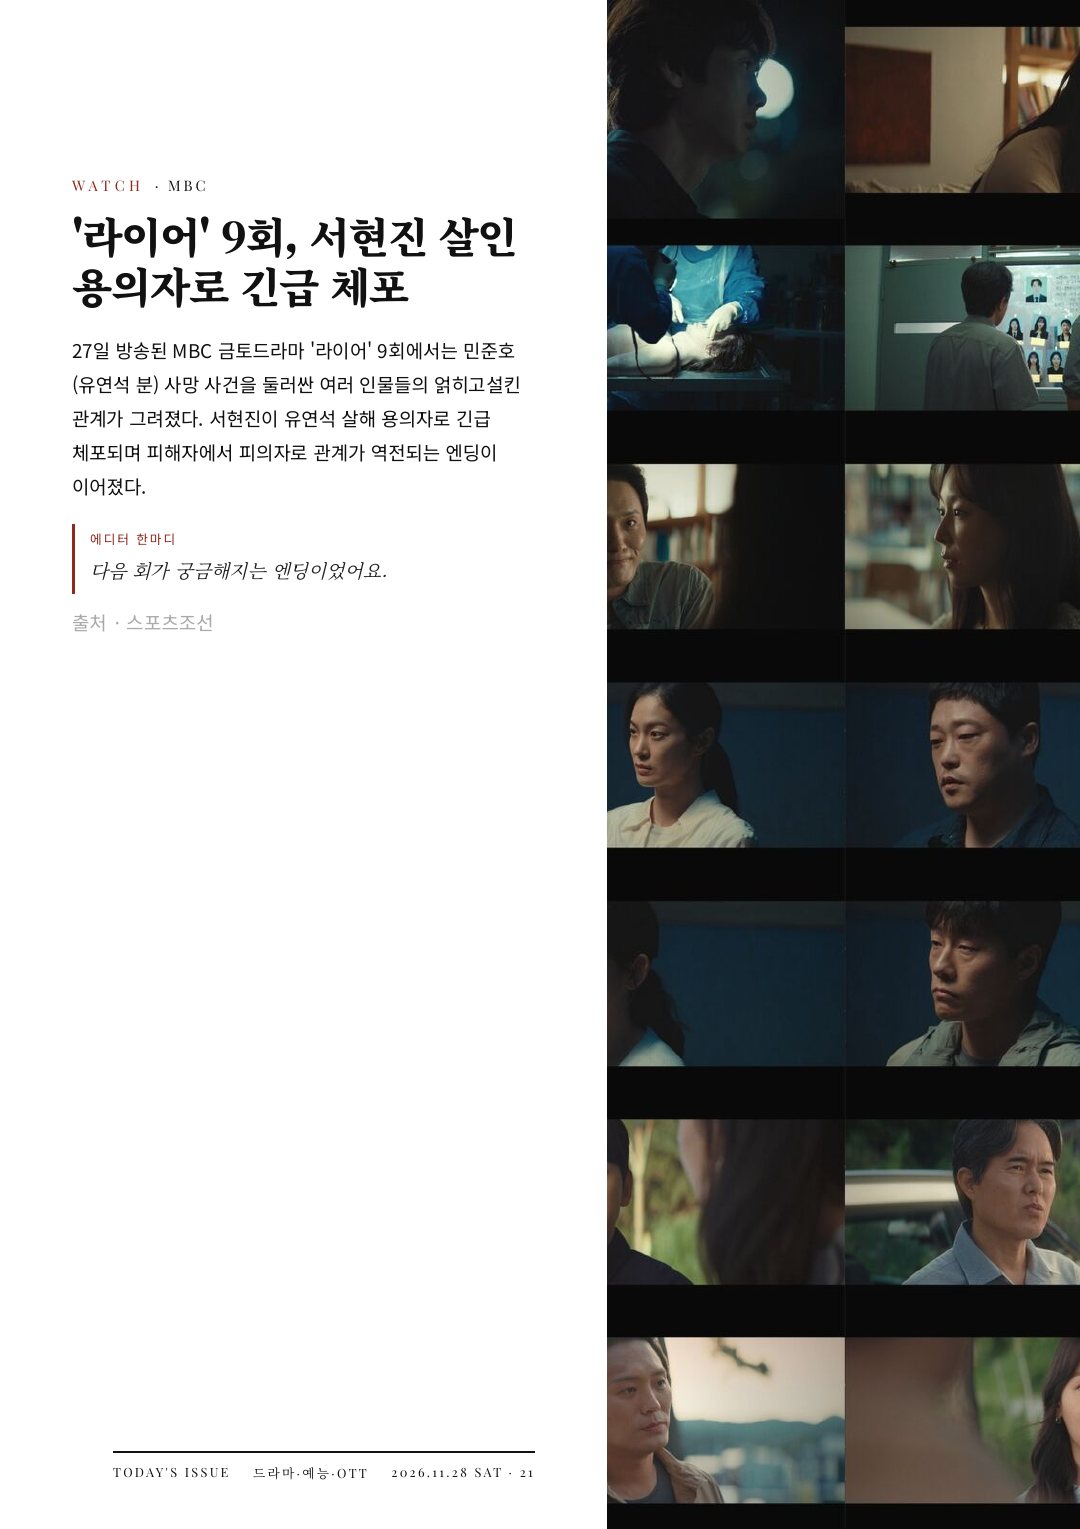 WATCH · MBC
'라이어' 9회, 서현진 살인
용의자로 긴급 체포
27일 방송된 MBC 금토드라마 '라이어' 9회에서는 민준호
(유연석 분) 사망 사건을 둘러싼 여러 인물들의 얽히고설킨
관계가 그려졌다. 서현진이 유연석 살해 용의자로 긴급
체포되며 피해자에서 피의자로 관계가 역전되는 엔딩이
이어졌다.
에디터 한마디
다음 회가 궁금해지는 엔딩이었어요.
출처 · 스포츠조선
TODAY'S ISSUE 드라마·예능·OTT 2026.11.28 SAT · 21